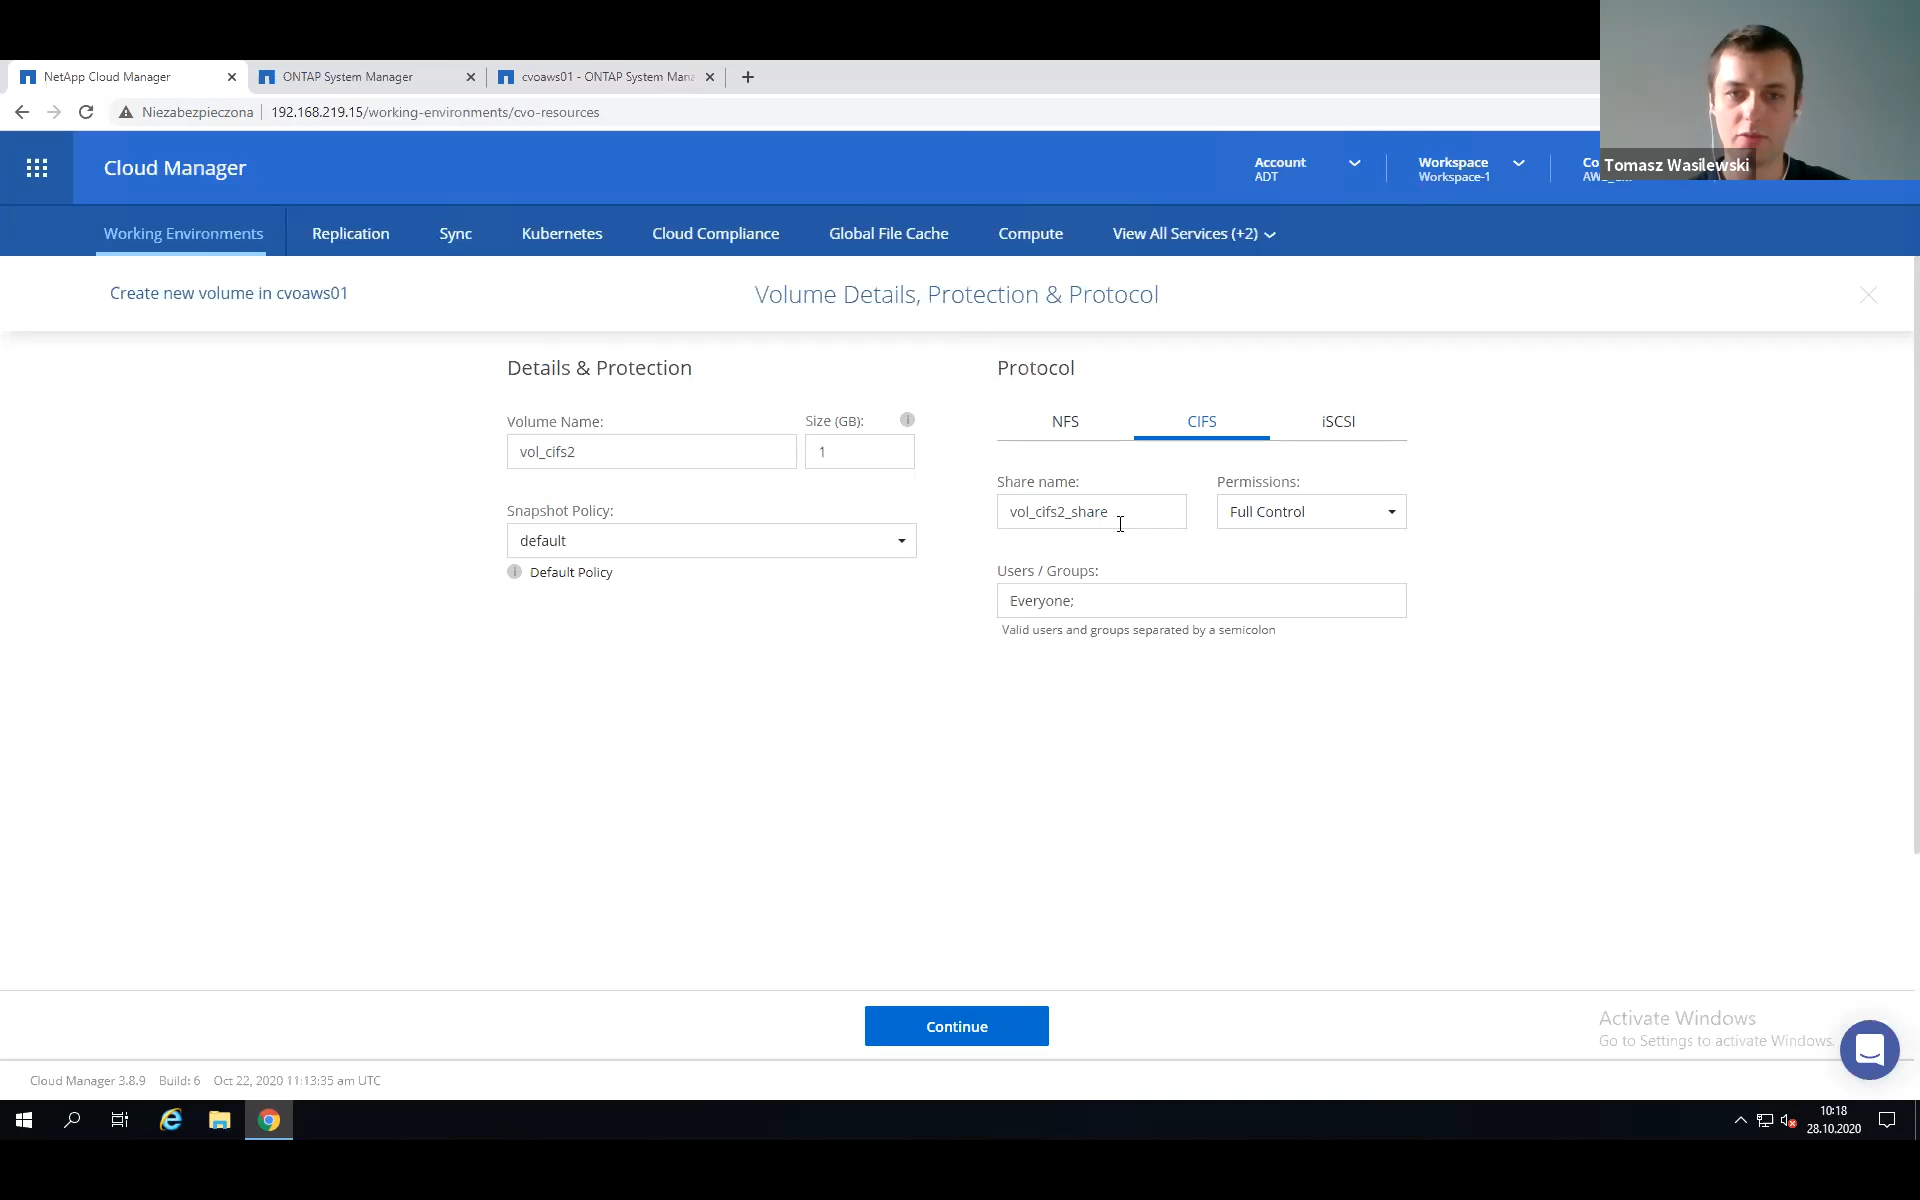 NetApp Cloud Manager
ONTAP System Manager
cvoaws01 - ONTAP System Mana
Niezabezpieczona
192.168.219.15/working-environments/cvo-resources
Cloud Manager
Account
ADT
Workspace
Workspace-1
Co
Tomasz Wasilewski
Working Environments
Replication
Sync
Kubernetes
Cloud Compliance
Global File Cache
Compute
View All Services (+2)
Create new volume in cvoaws01
Volume Details, Protection & Protocol
Details & Protection
Protocol
Volume Name:
Size (GB):
NFS
CIFS
iSCSI
vol_cifs2
1
Share name:
Permissions:
vol_cifs2_share
Full Control
Snapshot Policy:
default
Default Policy
Users / Groups:
Everyone;
Valid users and groups separated by a semicolon
Continue
Activate Windows
Go to Settings to activate Windows.
Cloud Manager 3.8.9 Build: 6 Oct 22, 2020 11:13:35 am UTC
10:18
28.10.2020